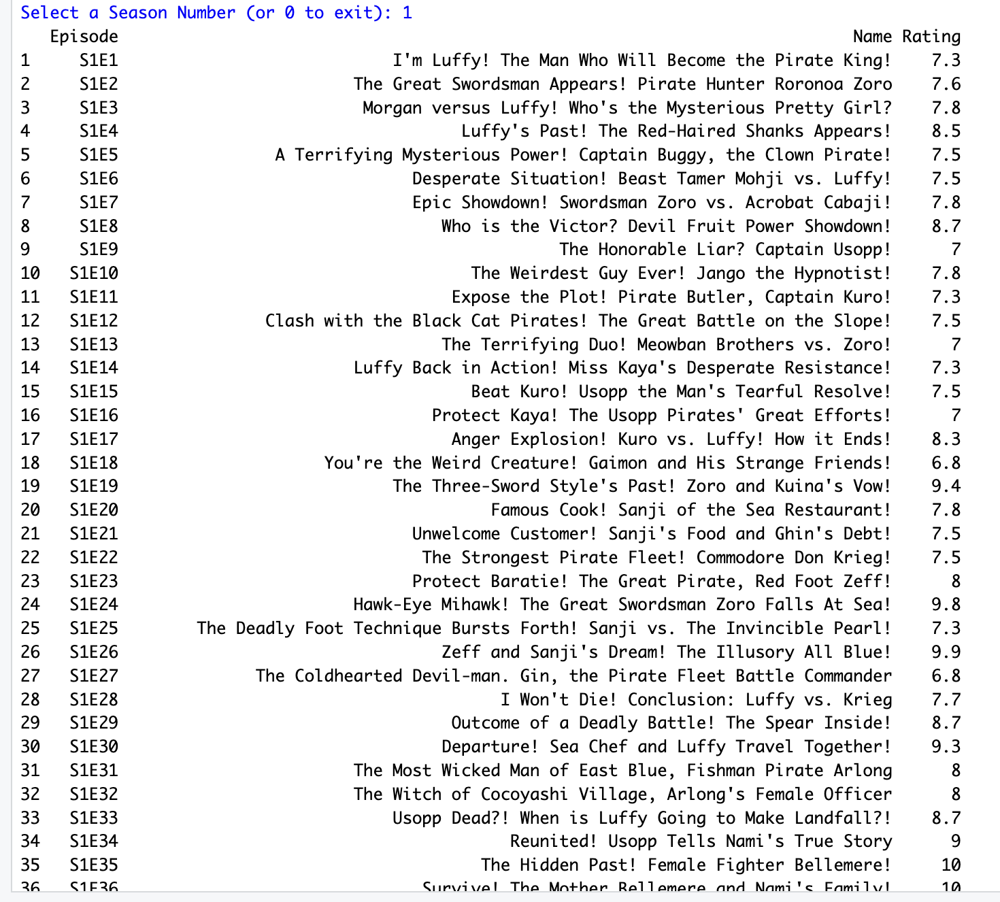 Select a Season Number (or 0 to exit): 1
Episode Name Rating
1 S1E1 I'm Luffy! The Man Who Will Become the Pirate King! 7.3
2 S1E2 The Great Swordsman Appears! Pirate Hunter Roronoa Zoro 7.6
3 S1E3 Morgan versus Luffy! Who's the Mysterious Pretty Girl? 7.8
4 S1E4 Luffy's Past! The Red-Haired Shanks Appears! 8.5
5 S1E5 A Terrifying Mysterious Power! Captain Buggy, the Clown Pirate! 7.5
6 S1E6 Desperate Situation! Beast Tamer Mohji vs. Luffy! 7.5
7 S1E7 Epic Showdown! Swordsman Zoro vs. Acrobat Cabaji! 7.8
8 S1E8 Who is the Victor? Devil Fruit Power Showdown! 8.7
9 S1E9 The Honorable Liar? Captain Usopp! 7
10 S1E10 The Weirdest Guy Ever! Jango the Hypnotist! 7.8
11 S1E11 Expose the Plot! Pirate Butler, Captain Kuro! 7.3
12 S1E12 Clash with the Black Cat Pirates! The Great Battle on the Slope! 7.5
13 S1E13 The Terrifying Duo! Meowban Brothers vs. Zoro! 7
14 S1E14 Luffy Back in Action! Miss Kaya's Desperate Resistance! 7.3
15 S1E15 Beat Kuro! Usopp the Man's Tearful Resolve! 7.5
16 S1E16 Protect Kaya! The Usopp Pirates' Great Efforts! 7
17 S1E17 Anger Explosion! Kuro vs. Luffy! How it Ends! 8.3
18 S1E18 You're the Weird Creature! Gaimon and His Strange Friends! 6.8
19 S1E19 The Three-Sword Style's Past! Zoro and Kuina's Vow! 9.4
20 S1E20 Famous Cook! Sanji of the Sea Restaurant! 7.8
21 S1E21 Unwelcome Customer! Sanji's Food and Ghin's Debt! 7.5
22 S1E22 The Strongest Pirate Fleet! Commodore Don Krieg! 7.5
23 S1E23 Protect Baratie! The Great Pirate, Red Foot Zeff! 8
24 S1E24 Hawk-Eye Mihawk! The Great Swordsman Zoro Falls At Sea! 9.8
25 S1E25 The Deadly Foot Technique Bursts Forth! Sanji vs. The Invincible Pearl! 7.3
26 S1E26 Zeff and Sanji's Dream! The Illusory All Blue! 9.9
27 S1E27 The Coldhearted Devil-man. Gin, the Pirate Fleet Battle Commander 6.8
28 S1E28 I Won't Die! Conclusion: Luffy vs. Krieg 7.7
29 S1E29 Outcome of a Deadly Battle! The Spear Inside! 8.7
30 S1E30 Departure! Sea Chef and Luffy Travel Together! 9.3
31 S1E31 The Most Wicked Man of East Blue, Fishman Pirate Arlong 8
32 S1E32 The Witch of Cocoyashi Village, Arlong's Female Officer 8
33 S1E33 Usopp Dead?! When is Luffy Going to Make Landfall?! 8.7
34 S1E34 Reunited! Usopp Tells Nami's True Story 9
35 S1E35 The Hidden Past! Female Fighter Bellemere! 10
36 S1E36 Survive! The Mother Bellemere and Nami's Family! 10